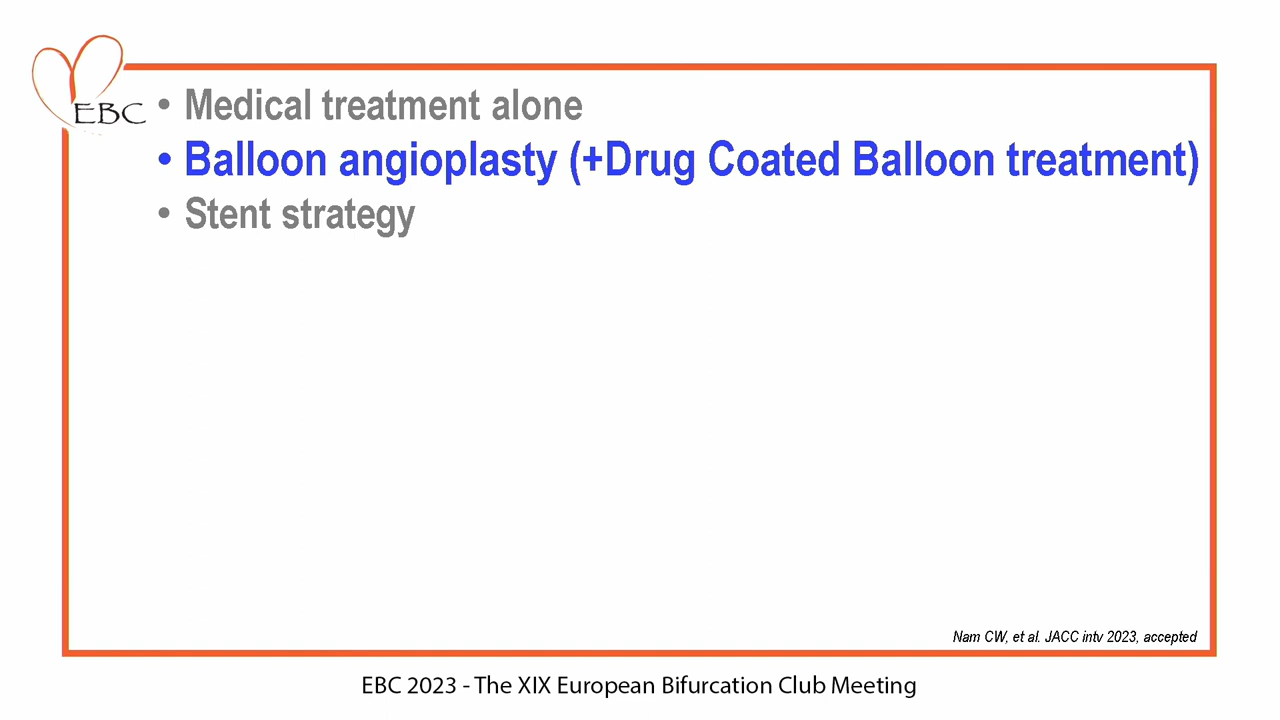 EBC
• Medical treatment alone
• Balloon angioplasty (+Drug Coated Balloon treatment)
• Stent strategy
Nam CW, et al. JACC intv 2023, accepted
EBC 2023 - The XIX European Bifurcation Club Meeting